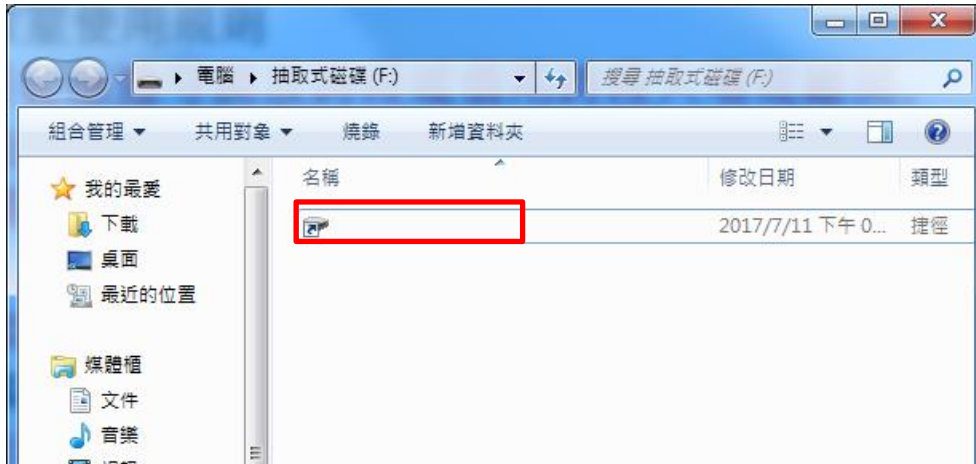 電腦 ▸ 抽取式磁碟 (F:)
搜尋 抽取式磁碟 (F:)
組合管理 ▼ 共用對象 ▼ 燒錄 新增資料夾
名稱 修改日期 類型
我的最愛
下載
2017/7/11 下午 0... 捷徑
桌面
最近的位置
媒體櫃
文件
音樂